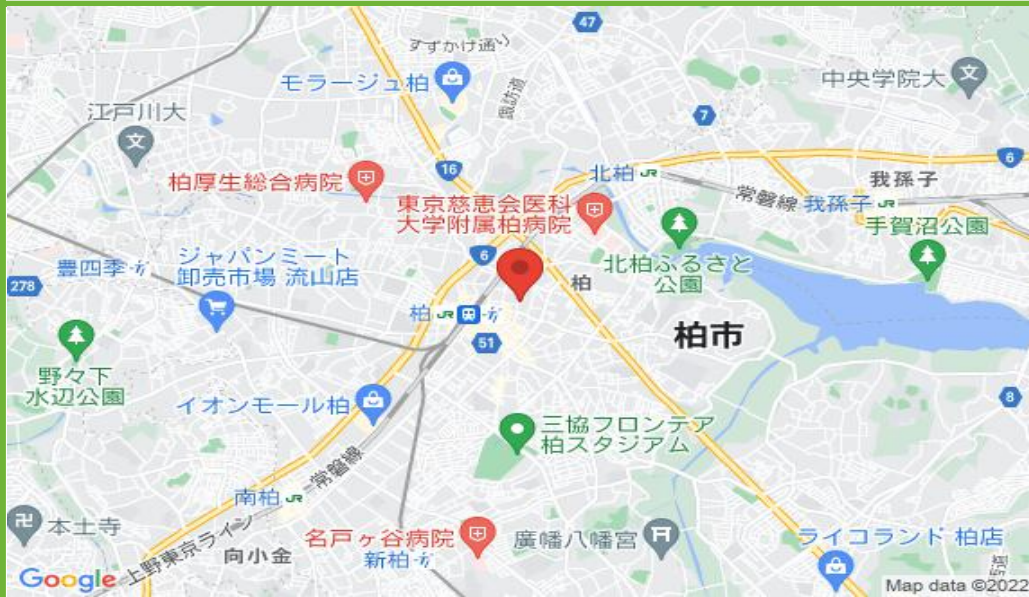 47
すずかけ通り
モラージュ柏
中央学院大
江戸川大
諏訪道
7
16
6
柏厚生総合病院
北柏 JR
我孫子
東京慈恵会医科
大学附属柏病院
常磐線
我孫子 JR
手賀沼公園
豊四季
ジャパンミート
卸売市場 流山店
6
北柏ふるさと
公園
柏
278
柏 JR
柏市
51
野々下
水辺公園
イオンモール柏
8
三協フロンテア
柏スタジアム
常磐線
南柏 JR
本土寺
上野東京ライン
向小金
名戸ヶ谷病院
新柏
廣幡八幡宮
ライコランド 柏店
Google
Map data ©2022